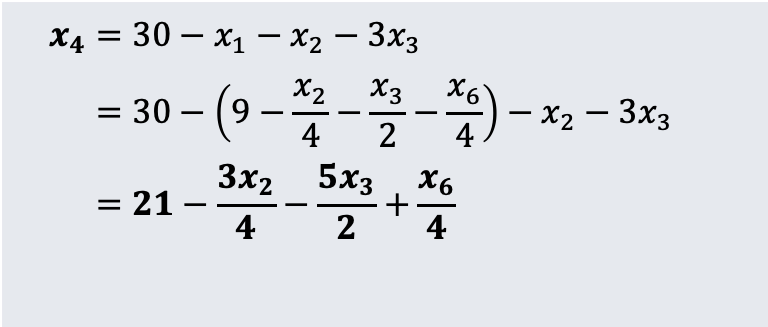 x₄ = 30 − x₁ − x₂ − 3x₃
= 30 − (9 − x₂/4 − x₃/2 − x₆/4) − x₂ − 3x₃
= 21 − 3x₂/4 − 5x₃/2 + x₆/4